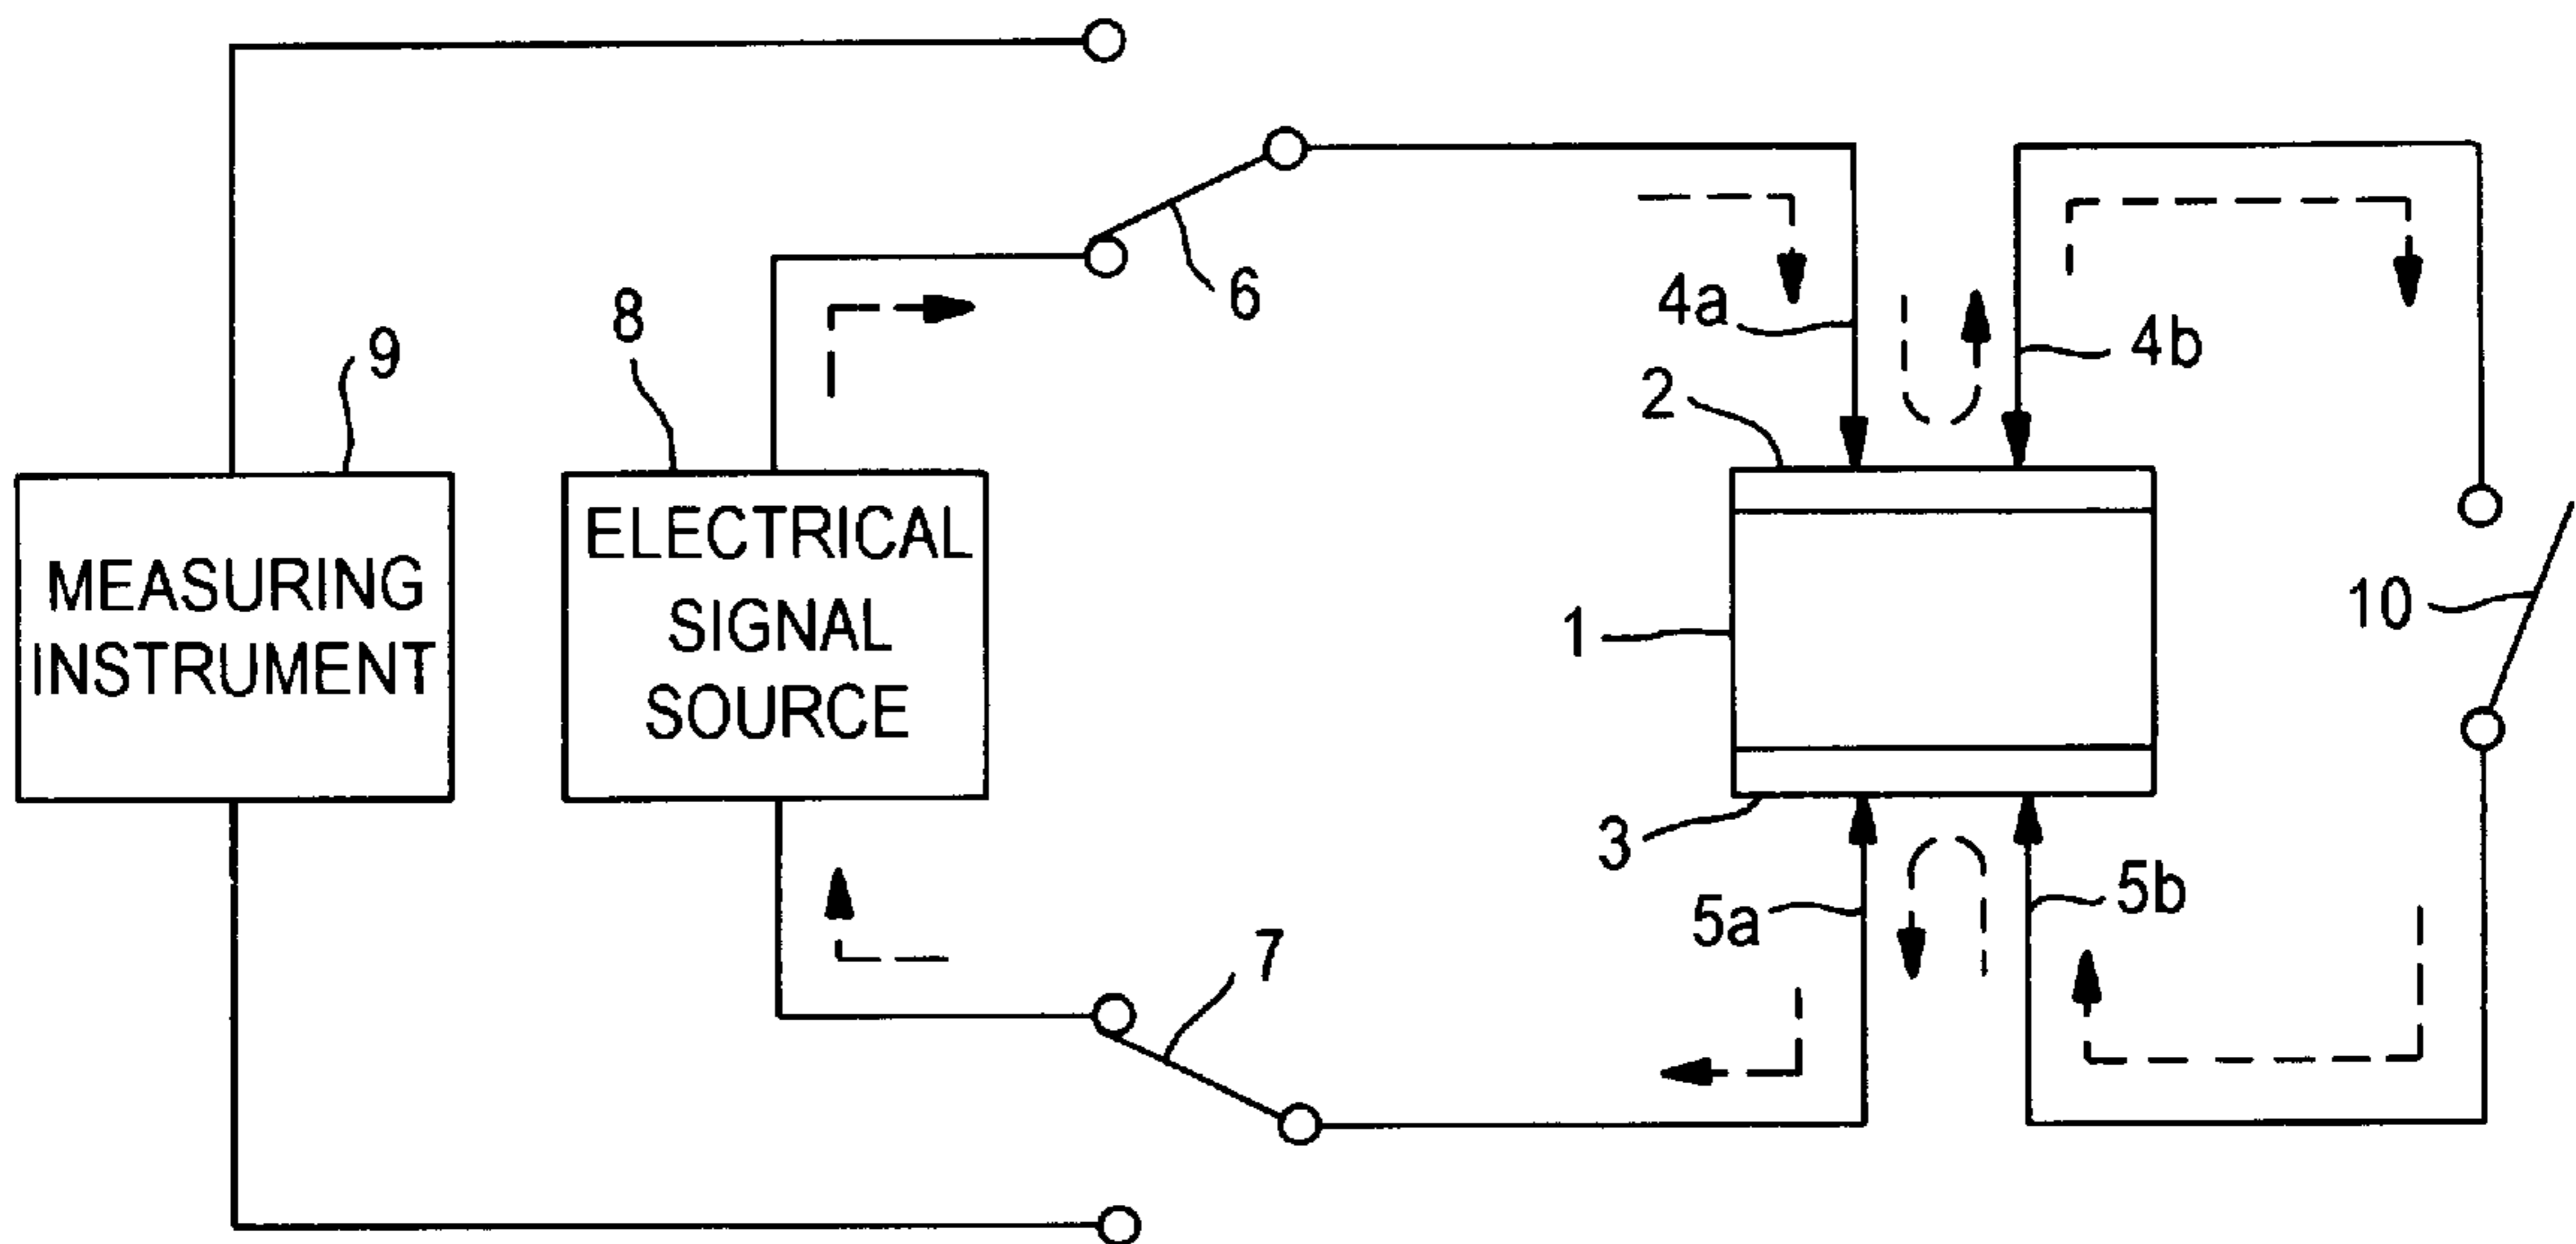 6
4a
4b
8
9
2
MEASURING
INSTRUMENT
ELECTRICAL
SIGNAL
SOURCE
1
10
3
5a
5b
7